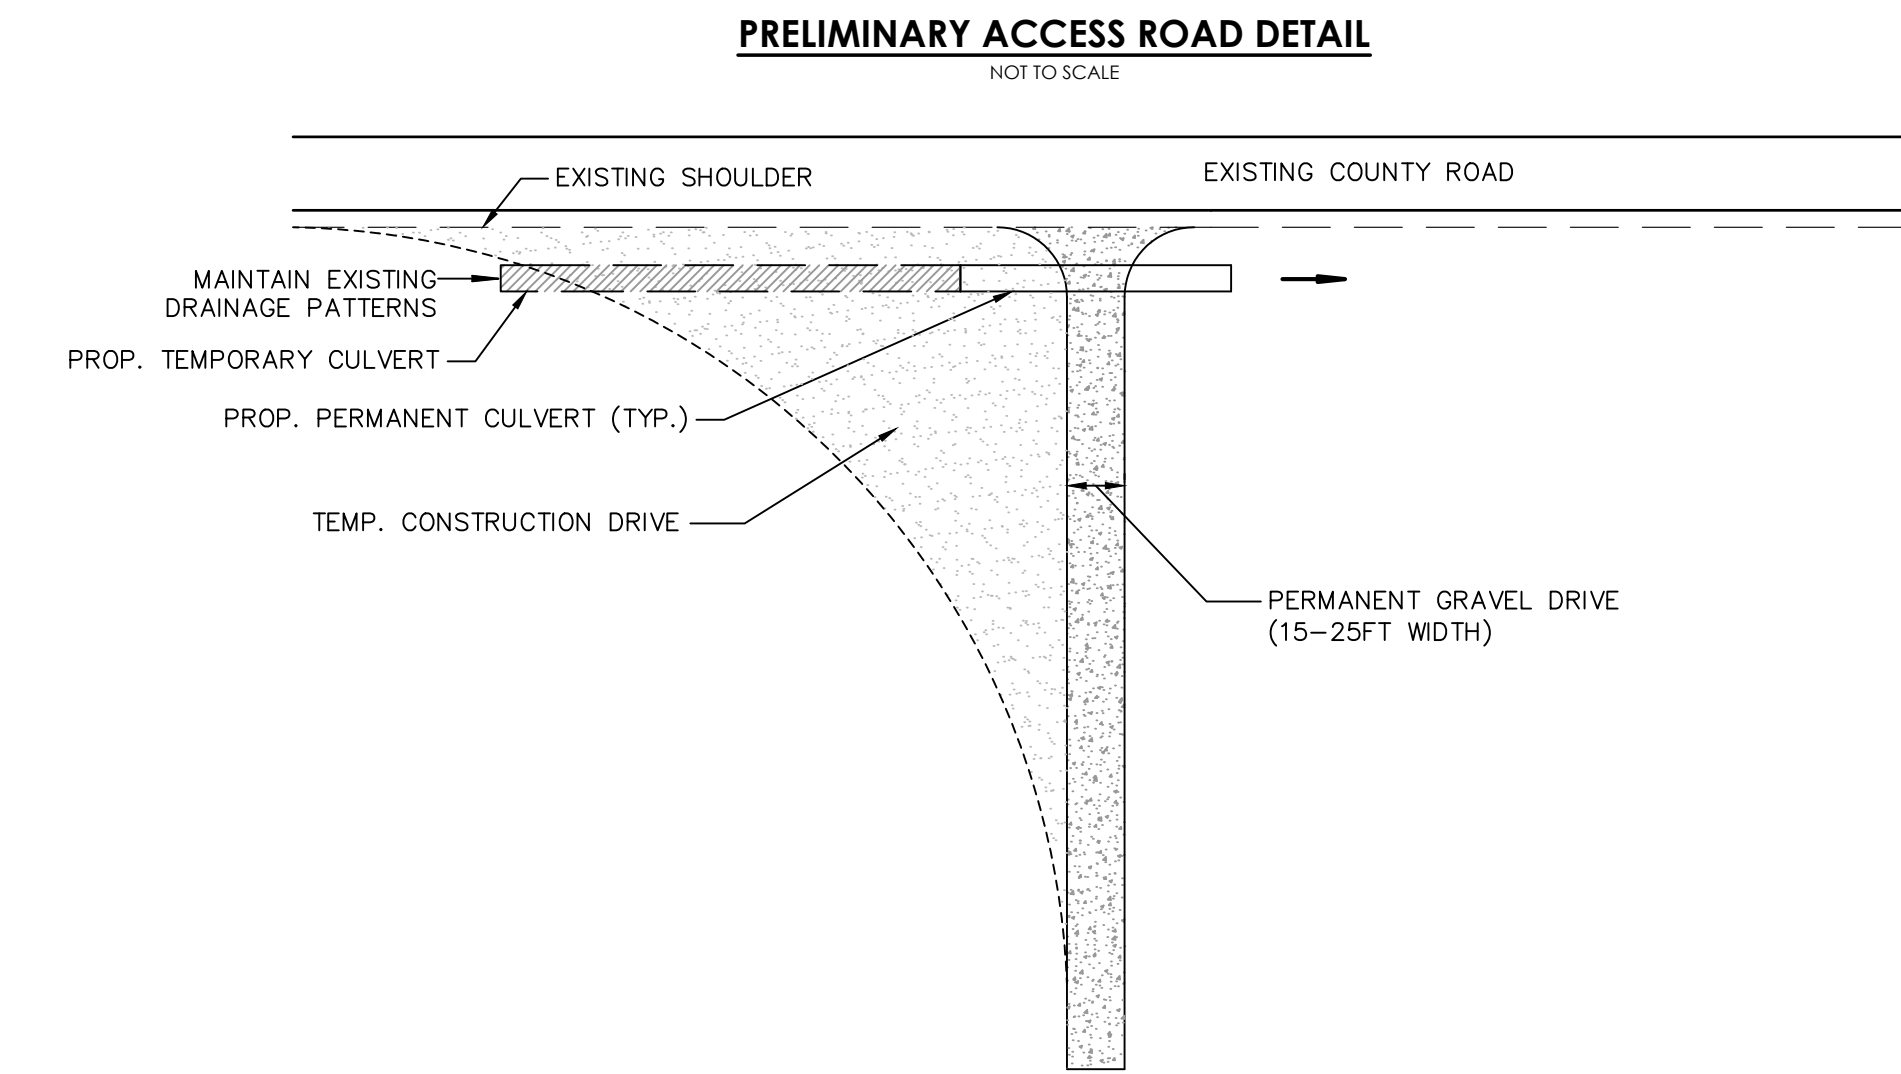 PRELIMINARY ACCESS ROAD DETAIL
NOT TO SCALE
EXISTING SHOULDER
EXISTING COUNTY ROAD
MAINTAIN EXISTING
DRAINAGE PATTERNS
PROP. TEMPORARY CULVERT
PROP. PERMANENT CULVERT (TYP.)
TEMP. CONSTRUCTION DRIVE
PERMANENT GRAVEL DRIVE
(15-25FT WIDTH)